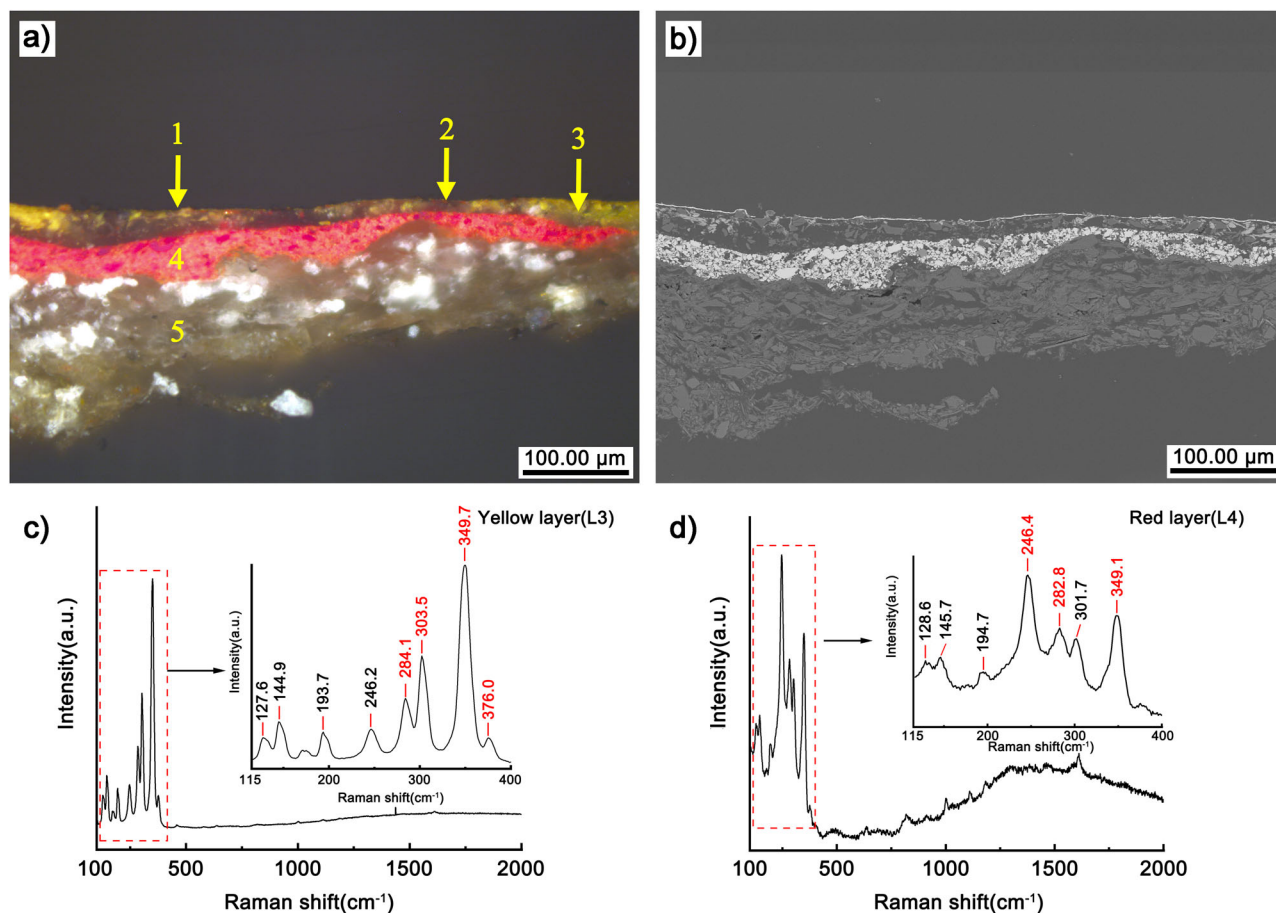 a)
1
2
3
4
5
100.00 µm
b)
100.00 µm
c)
Yellow layer(L3)
Intensity(a.u.)
Intensity(a.u.)
127.6
144.9
193.7
246.2
284.1
303.5
349.7
376.0
115 200 300 400
Raman shift(cm⁻¹)
100 500 1000 1500 2000
Raman shift(cm⁻¹)
d)
Red layer(L4)
Intensity(a.u.)
Intensity(a.u.)
128.6
145.7
194.7
246.4
282.8
301.7
349.1
115 200 300 400
Raman shift(cm⁻¹)
100 500 1000 1500 2000
Raman shift(cm⁻¹)